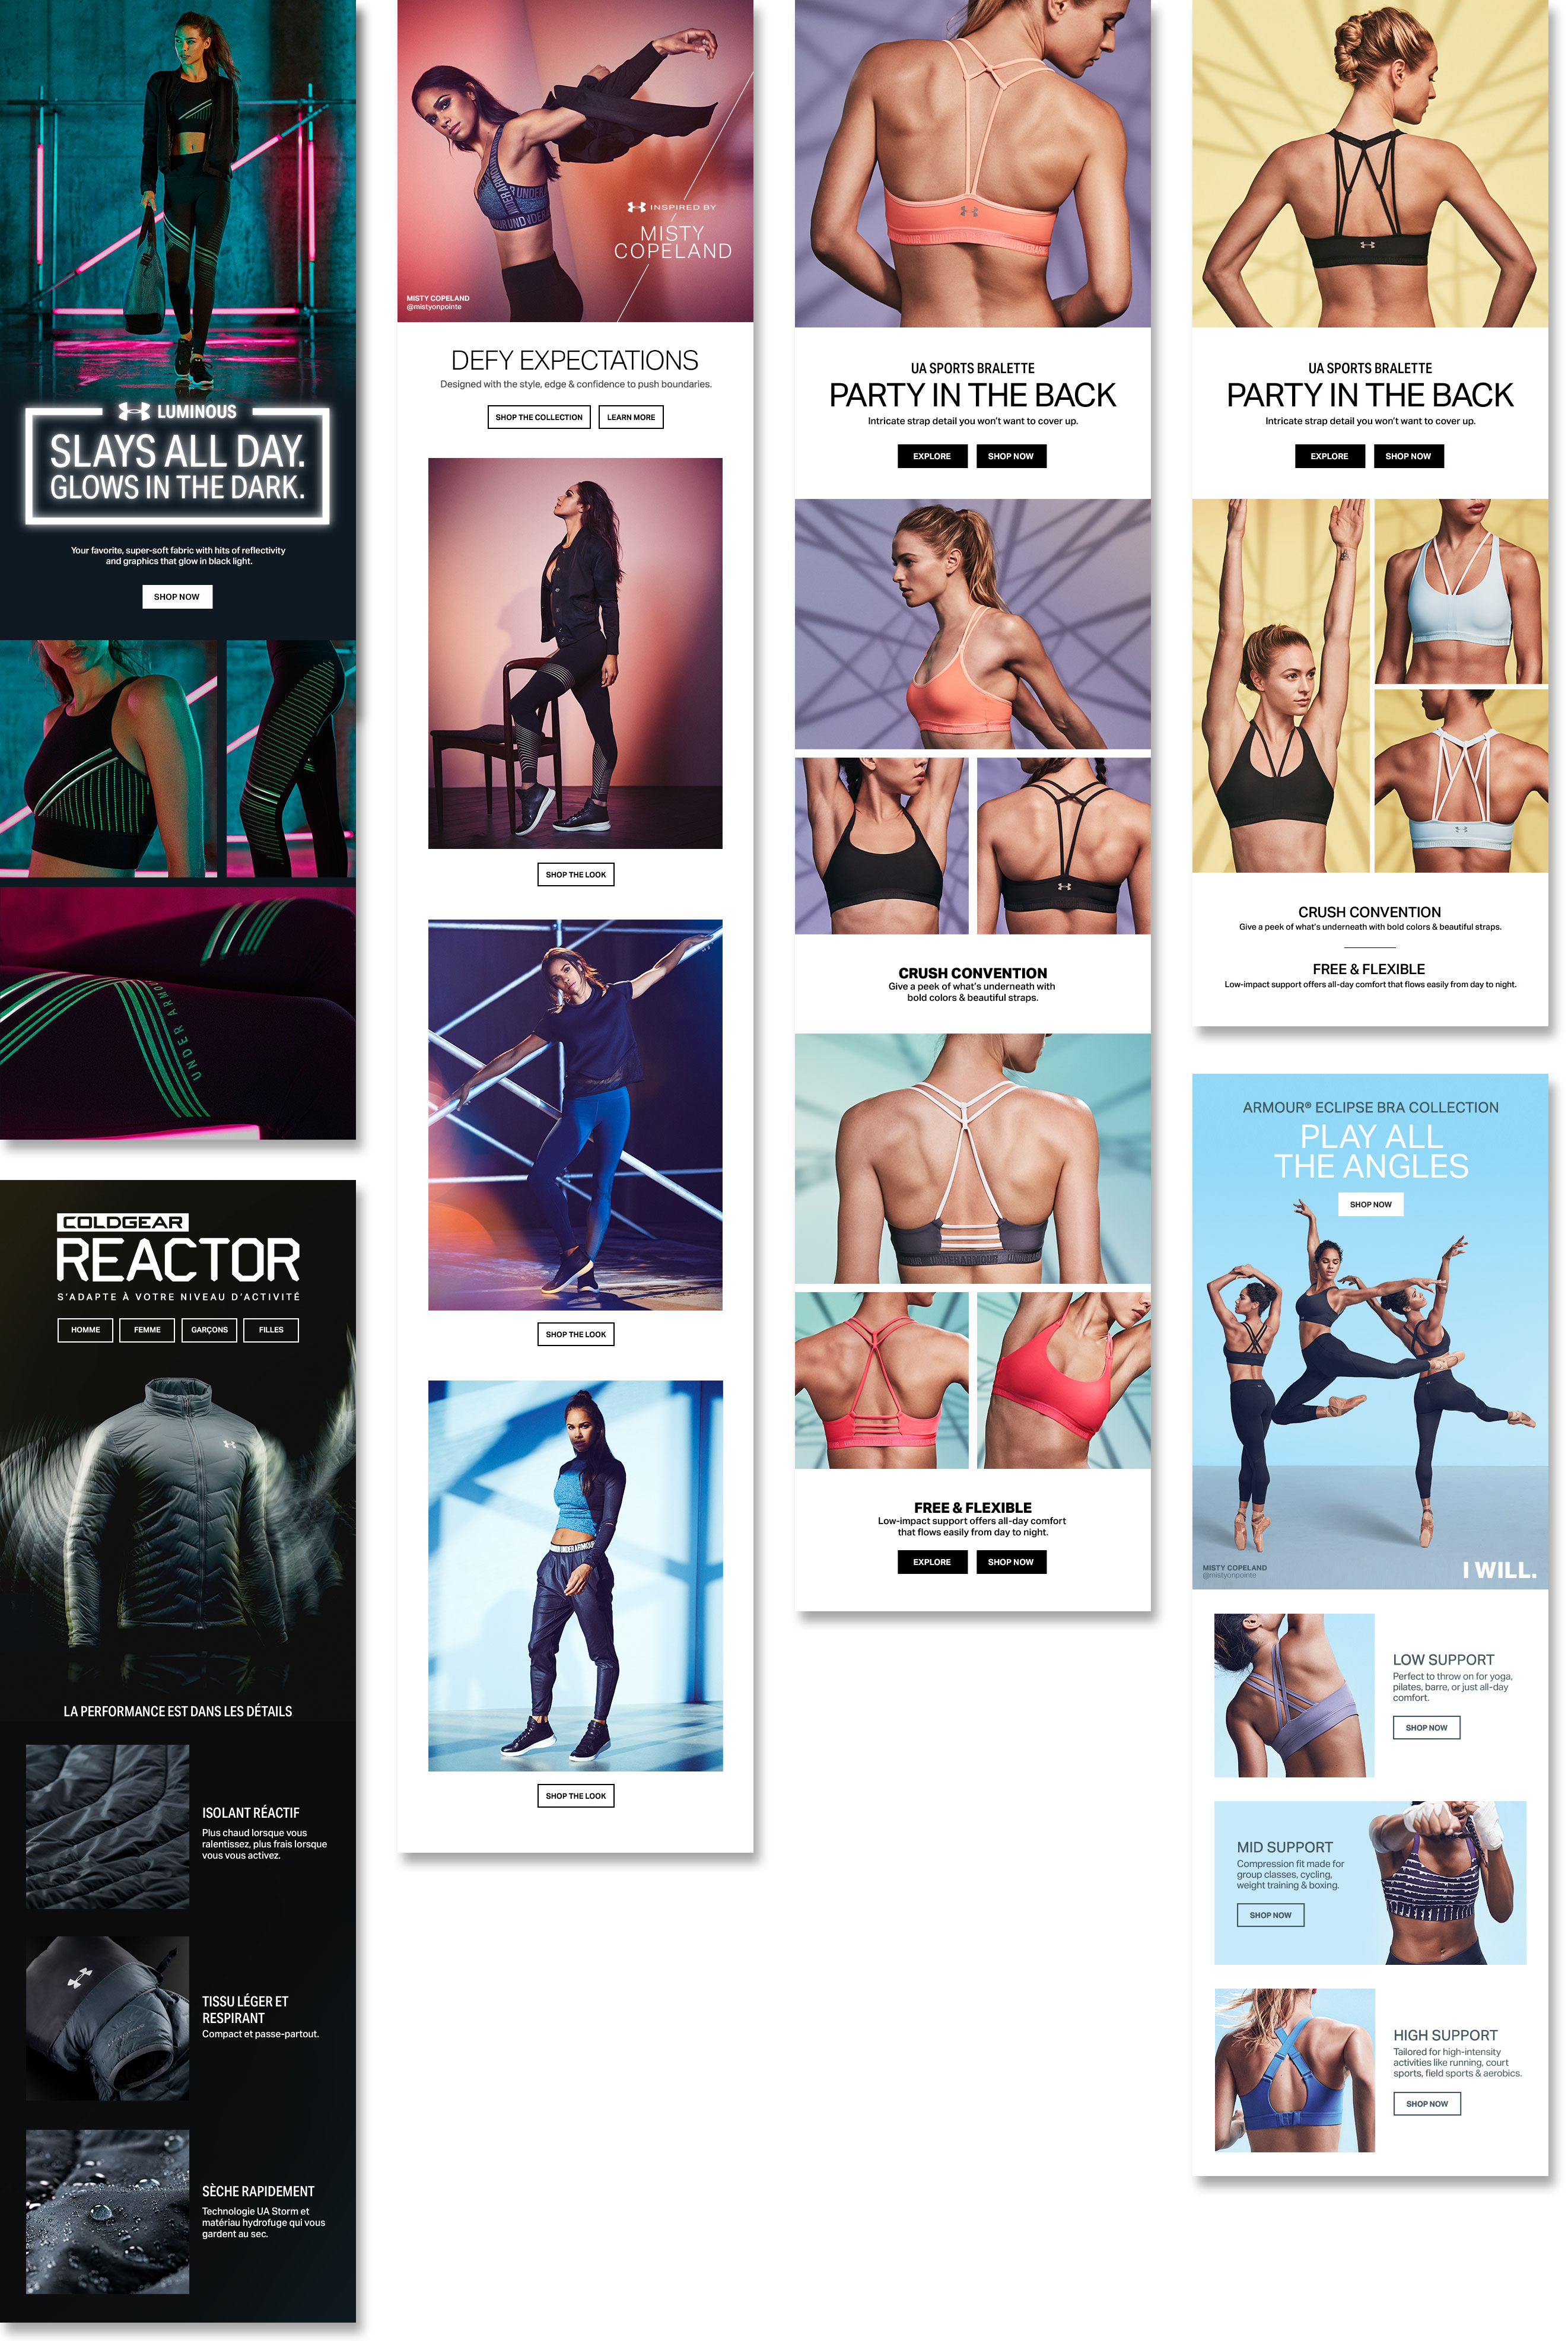 LUMINOUS
SLAYS ALL DAY.
GLOWS IN THE DARK.
Your favorite, super-soft fabric with hits of reflectivity
and graphics that glow in black light.
SHOP NOW
UNDER ARMOUR
COLDGEAR
REACTOR
S'ADAPTE À VOTRE NIVEAU D'ACTIVITÉ
HOMME
FEMME
GARÇONS
FILLES
LA PERFORMANCE EST DANS LES DÉTAILS
ISOLANT RÉACTIF
Plus chaud lorsque vous
ralentissez, plus frais lorsque
vous vous activez.
TISSU LÉGER ET
RESPIRANT
Compact et passe-partout.
SÈCHE RAPIDEMENT
Technologie UA Storm et
matériau hydrofuge qui vous
gardent au sec.
INSPIRED BY
MISTY
COPELAND
MISTY COPELAND
@mistyonpointe
DEFY EXPECTATIONS
Designed with the style, edge & confidence to push boundaries.
SHOP THE COLLECTION
LEARN MORE
SHOP THE LOOK
SHOP THE LOOK
UNDER ARMOUR
SHOP THE LOOK
UA SPORTS BRALETTE
PARTY IN THE BACK
Intricate strap detail you won't want to cover up.
EXPLORE
SHOP NOW
CRUSH CONVENTION
Give a peek of what's underneath with
bold colors & beautiful straps.
UNDER ARMOUR
FREE & FLEXIBLE
Low-impact support offers all-day comfort
that flows easily from day to night.
EXPLORE
SHOP NOW
UA SPORTS BRALETTE
PARTY IN THE BACK
Intricate strap detail you won't want to cover up.
EXPLORE
SHOP NOW
CRUSH CONVENTION
Give a peek of what's underneath with bold colors & beautiful straps.
FREE & FLEXIBLE
Low-impact support offers all-day comfort that flows easily from day to night.
ARMOUR® ECLIPSE BRA COLLECTION
PLAY ALL
THE ANGLES
SHOP NOW
MISTY COPELAND
@mistyonpointe
I WILL.
LOW SUPPORT
Perfect to throw on for yoga,
pilates, barre, or just all-day
comfort.
SHOP NOW
MID SUPPORT
Compression fit made for
group classes, cycling,
weight training & boxing.
SHOP NOW
HIGH SUPPORT
Tailored for high-intensity
activities like running, court
sports, field sports & aerobics.
SHOP NOW